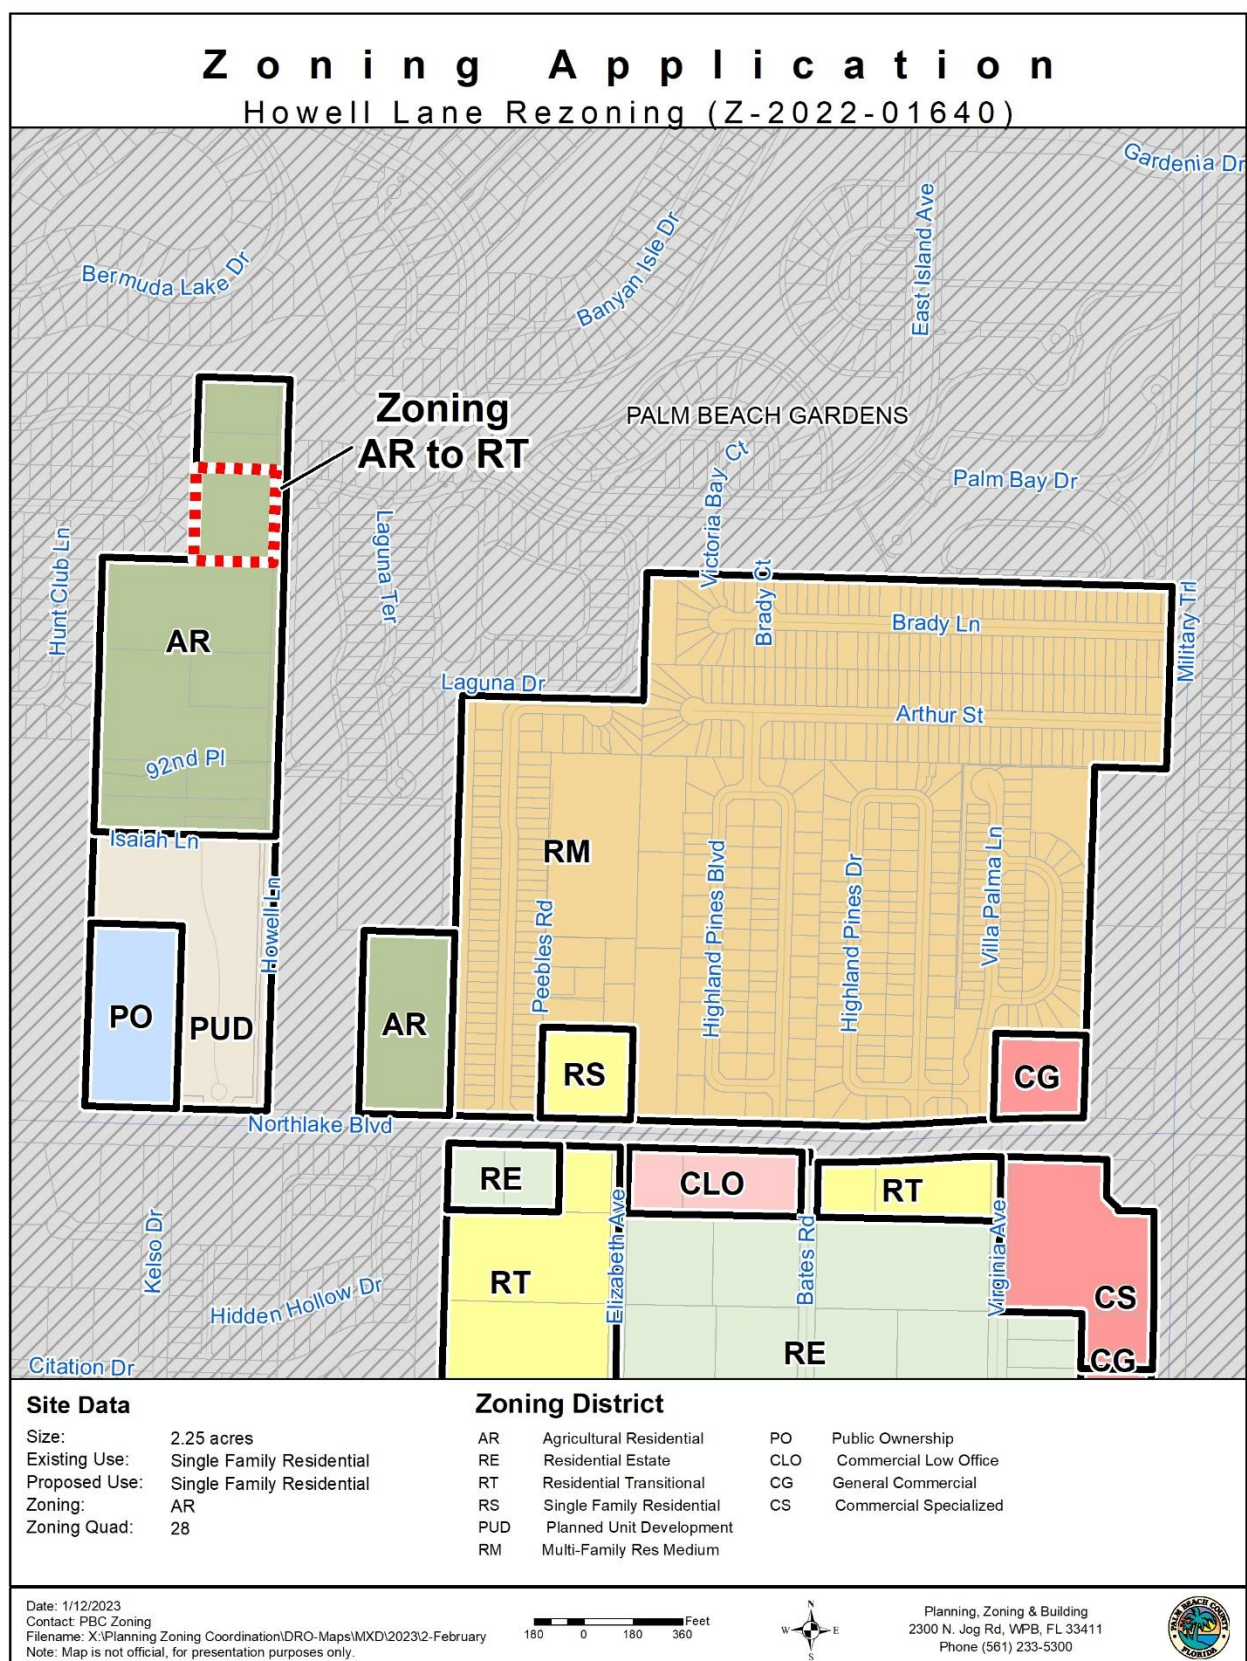 Zoning Application
Howell Lane Rezoning (Z-2022-01640)
Gardenia Dr
East Island Ave
Banyan Isle Dr
Bermuda Lake Dr
Zoning
AR to RT
PALM BEACH GARDENS
Victoria Bay Ct
Palm Bay Dr
Hunt Club Ln
Laguna Ter
Brady Ct
Brady Ln
Military Trl
AR
Laguna Dr
Arthur St
92nd Pl
Isaiah Ln
RM
Howell Ln
Peebles Rd
Highland Pines Blvd
Highland Pines Dr
Villa Palma Ln
PO
PUD
AR
RS
CG
Northlake Blvd
RE
CLO
RT
Kelso Dr
Elizabeth Ave
Bates Rd
Virginia Ave
RT
Hidden Hollow Dr
CS
RE
CG
Citation Dr
Site Data
Size: 2.25 acres
Existing Use: Single Family Residential
Proposed Use: Single Family Residential
Zoning: AR
Zoning Quad: 28
Zoning District
AR Agricultural Residential
RE Residential Estate
RT Residential Transitional
RS Single Family Residential
PUD Planned Unit Development
RM Multi-Family Res Medium
PO Public Ownership
CLO Commercial Low Office
CG General Commercial
CS Commercial Specialized
Date: 1/12/2023
Contact: PBC Zoning
Filename: X:\Planning Zoning Coordination\DRO-Maps\MXD\2023\2-February
Note: Map is not official, for presentation purposes only.
Feet
180 0 180 360
N
W E
S
Planning, Zoning & Building
2300 N. Jog Rd, WPB, FL 33411
Phone (561) 233-5300
PALM BEACH COUNTY
FLORIDA